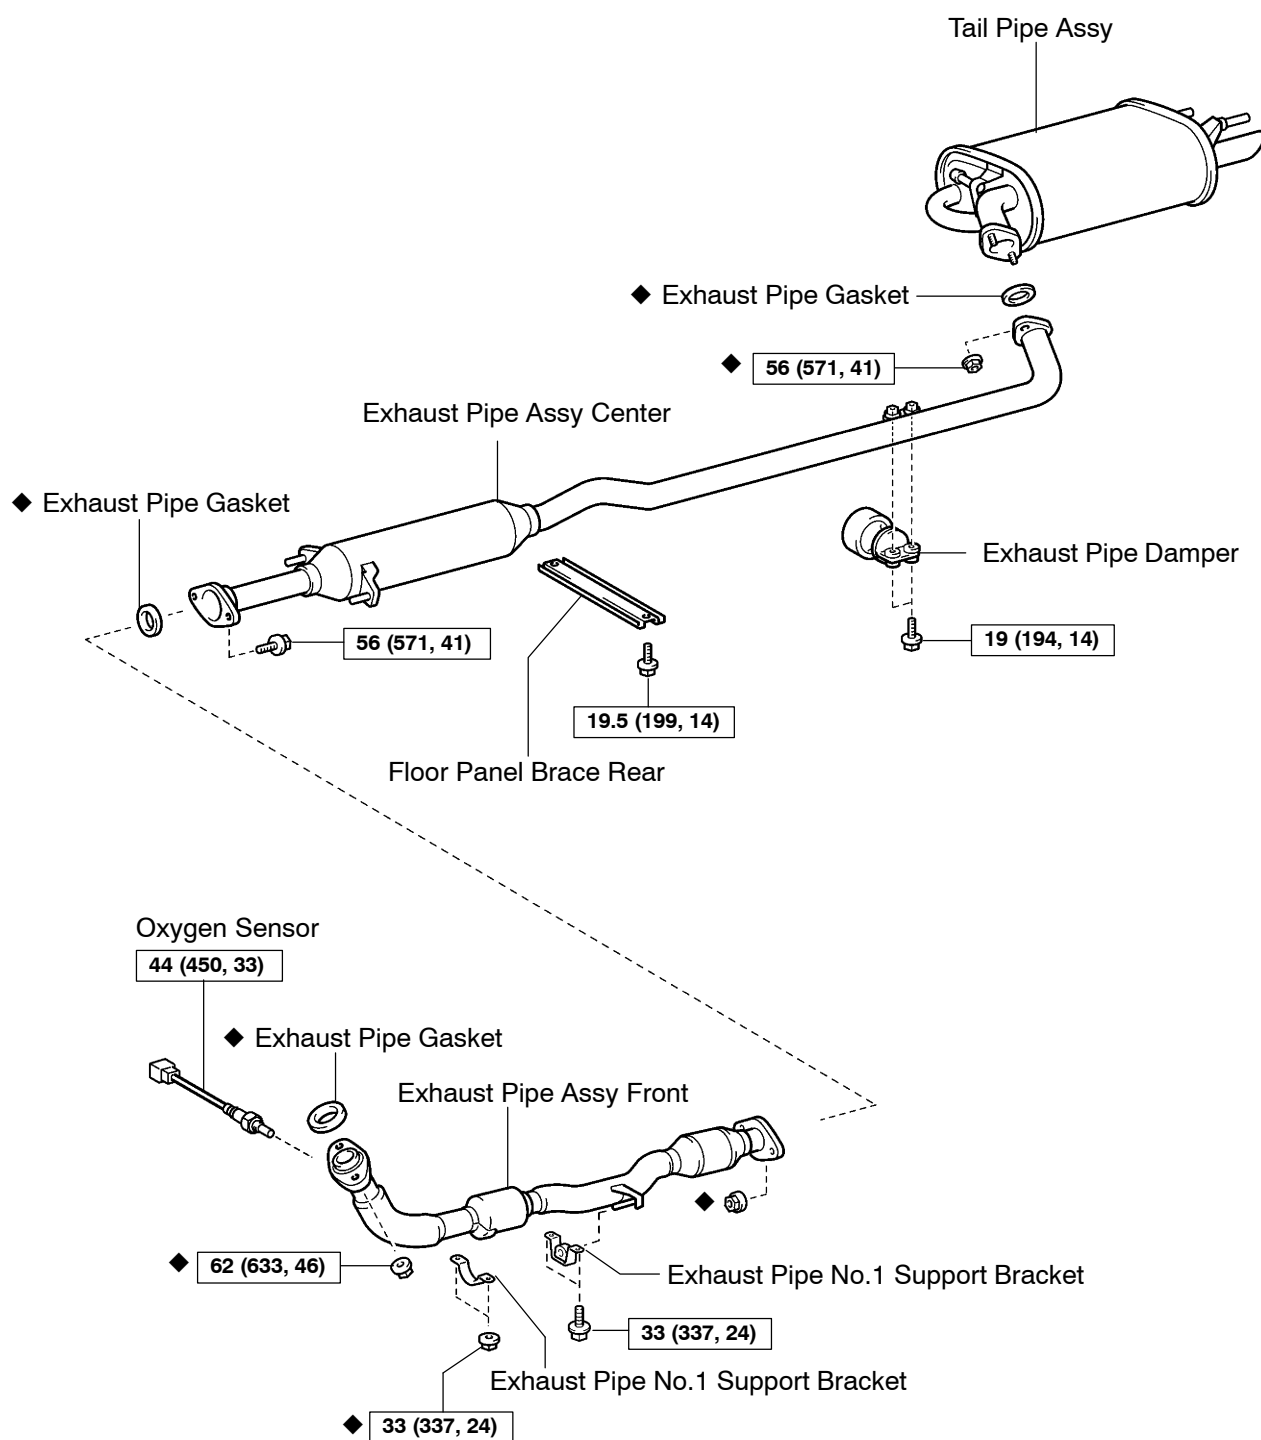 Tail Pipe Assy
◆ Exhaust Pipe Gasket
◆ 56 (571, 41)
Exhaust Pipe Assy Center
◆ Exhaust Pipe Gasket
Exhaust Pipe Damper
56 (571, 41)
19 (194, 14)
19.5 (199, 14)
Floor Panel Brace Rear
Oxygen Sensor
44 (450, 33)
◆ Exhaust Pipe Gasket
Exhaust Pipe Assy Front
◆
◆ 62 (633, 46)
Exhaust Pipe No.1 Support Bracket
33 (337, 24)
Exhaust Pipe No.1 Support Bracket
◆ 33 (337, 24)